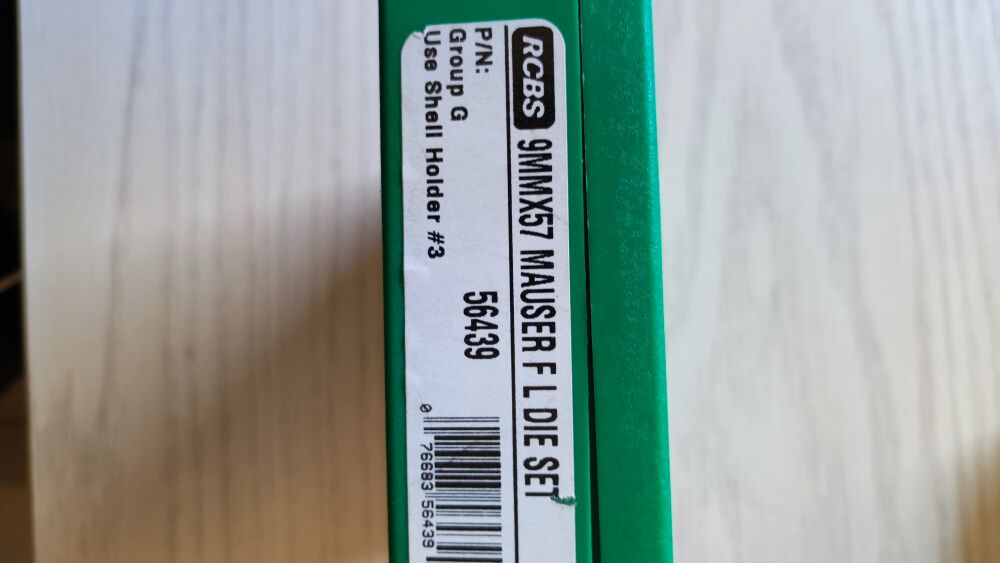 RCBS 9MMX57 MAUSER F L DIE SET
P/N: 56439
Group G
Use Shell Holder #3
0 76683 56439